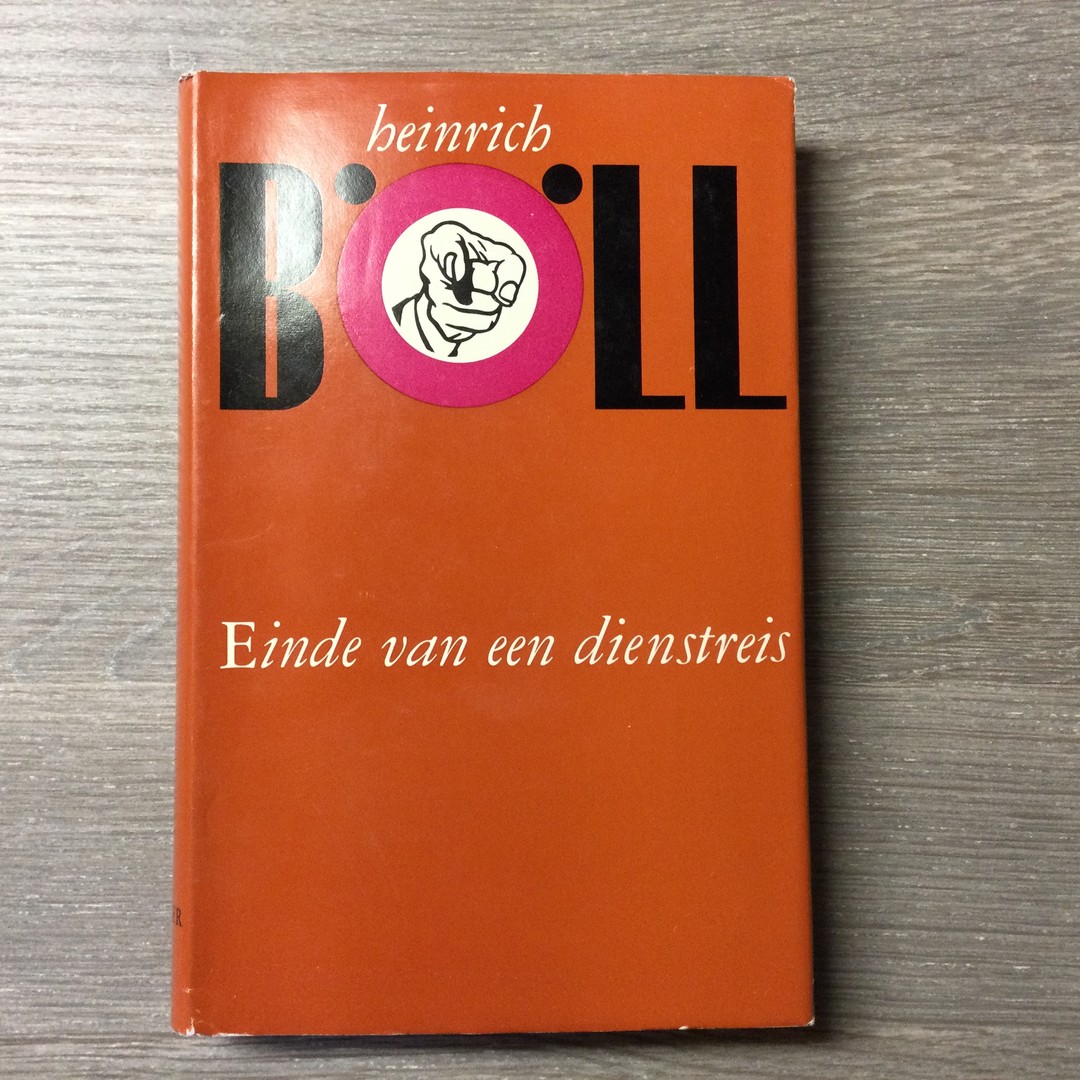 heinrich
BÖLL
Einde van een dienstreis